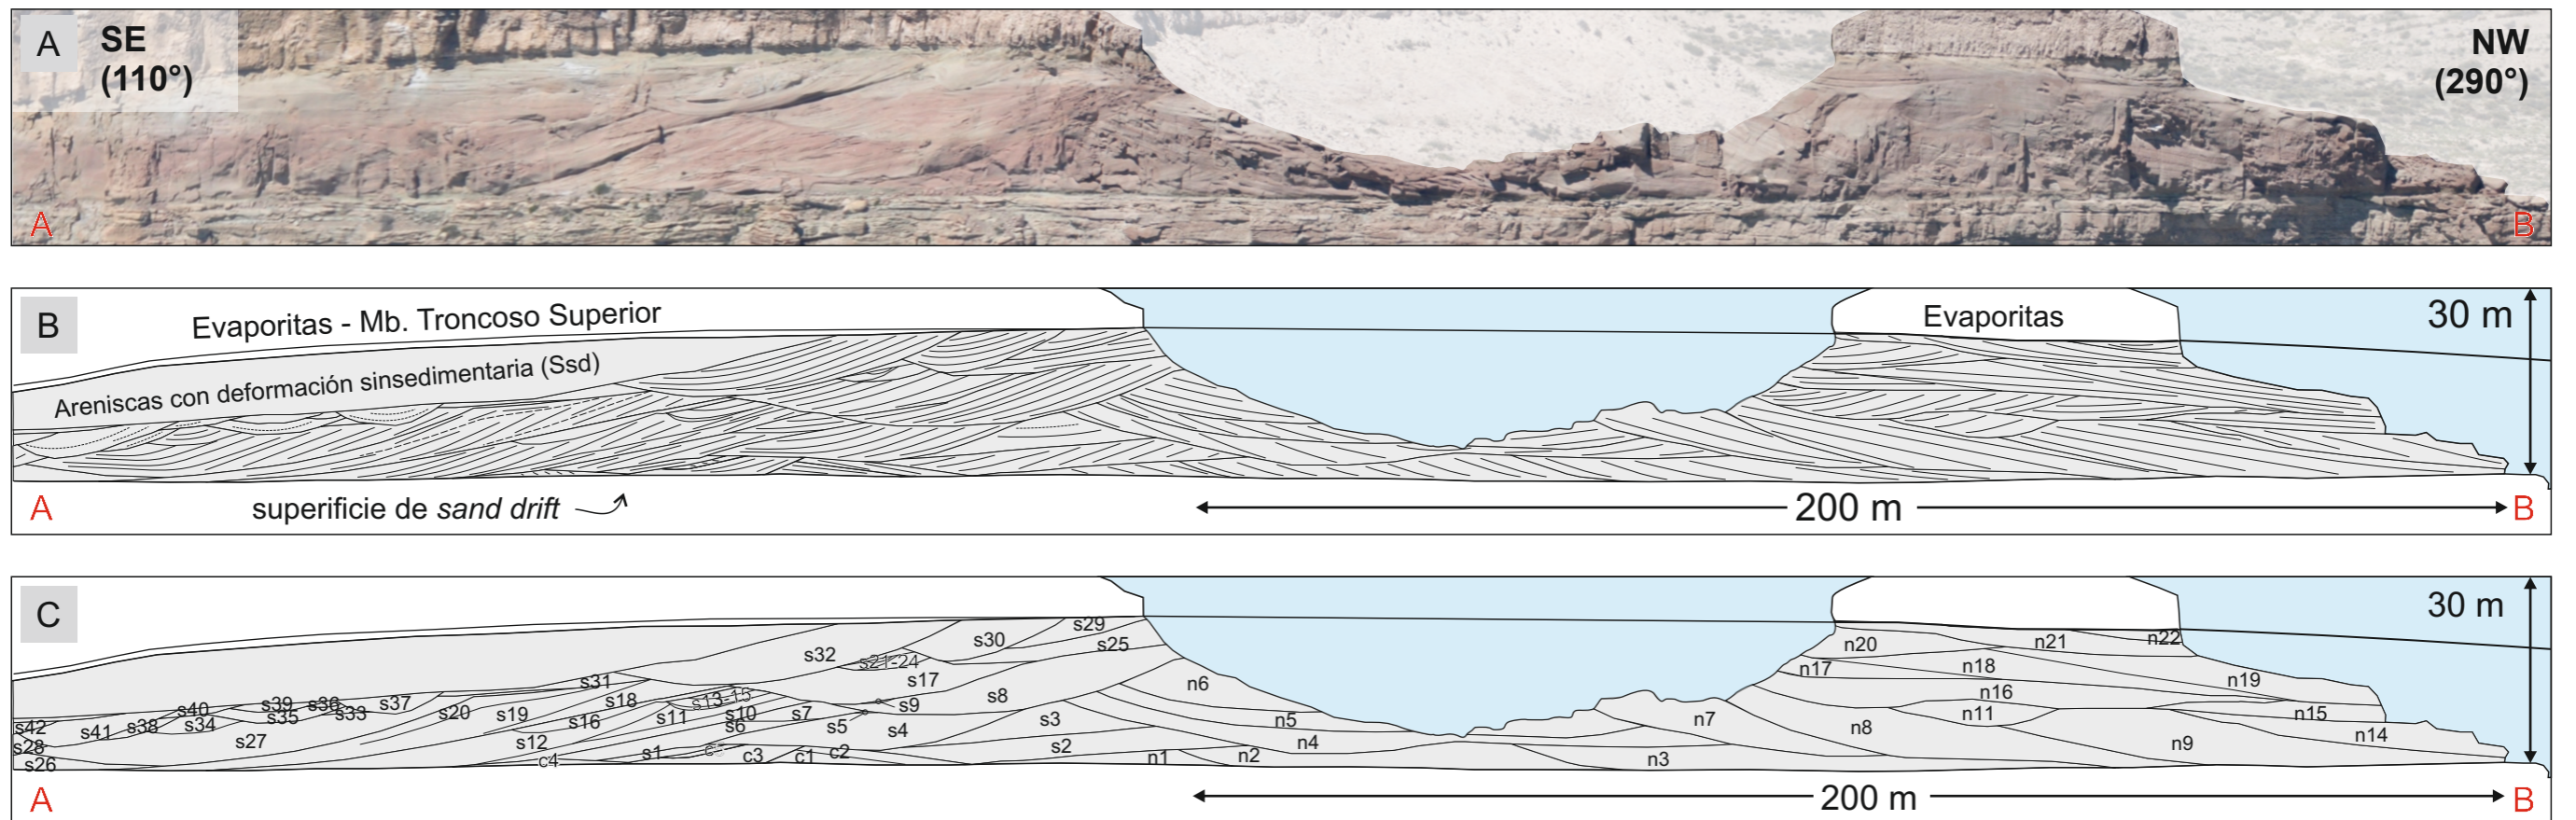 A
SE
(110°)
NW
(290°)
A
B
B
Evaporitas - Mb. Troncoso Superior
Evaporitas
30 m
Areniscas con deformación sinsedimentaria (Ssd)
A
superificie de sand drift
200 m
B
C
30 m
s29
s30
s25
s32
s21-24
s17
s31
s18
s13-15
s8
s9
s40
s39
s36
s37
s42
s41
s38
s34
s35
s33
s20
s19
s16
s11
s10
s6
s7
s5
s4
s3
s28
s27
s12
s26
c4
s1
c3
c1
c2
s2
n6
n5
n4
n1
n2
n3
n7
n20
n21
n22
n17
n18
n19
n16
n11
n15
n8
n9
n14
A
200 m
B